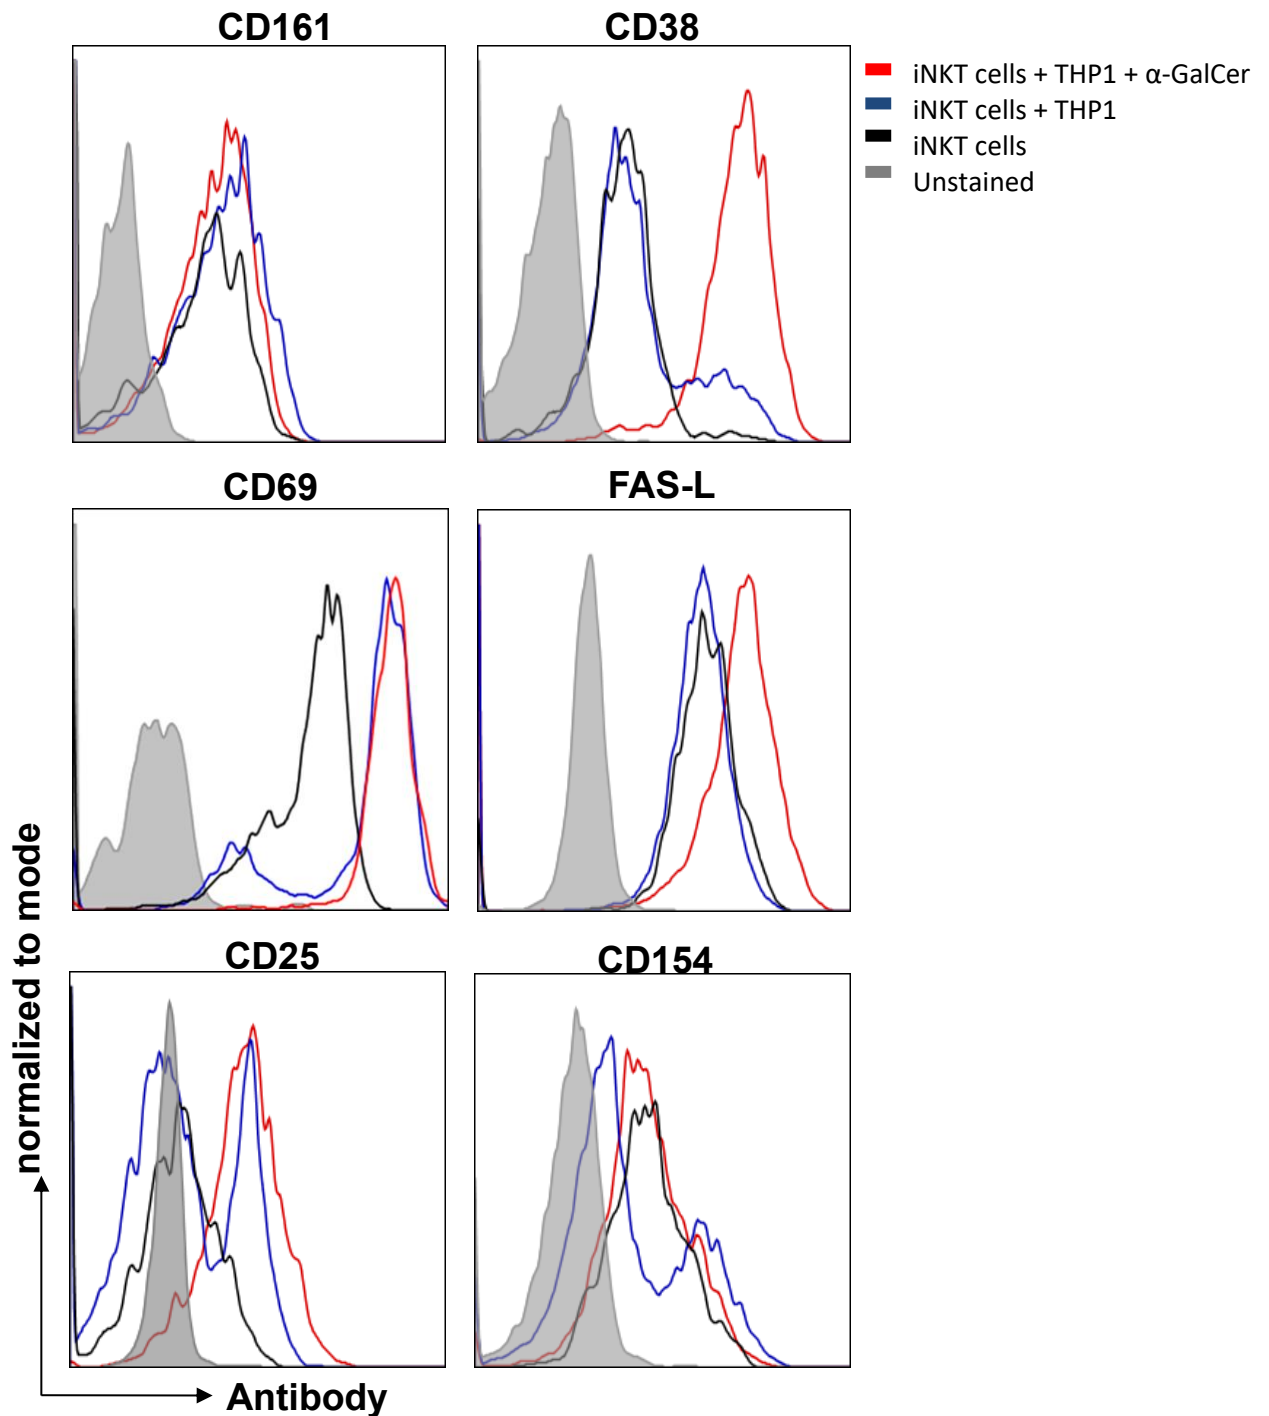 CD161
CD38
iNKT cells + THP1 + α-GalCer
iNKT cells + THP1
iNKT cells
Unstained
CD69
FAS-L
CD25
CD154
normalized to mode
Antibody